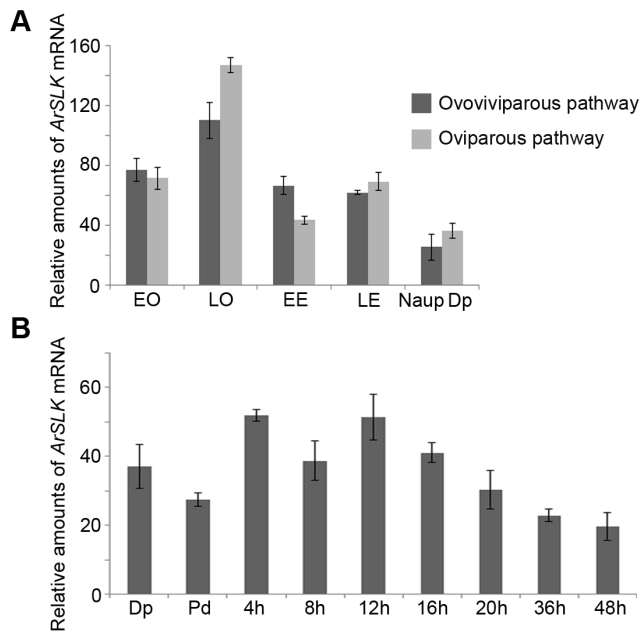 A
Relative amounts of ArSLK mRNA
160
120
80
40
0
EO LO EE LE Naup Dp
Ovoviviparous pathway
Oviparous pathway
B
Relative amounts of ArSLK mRNA
60
40
20
0
Dp Pd 4h 8h 12h 16h 20h 36h 48h